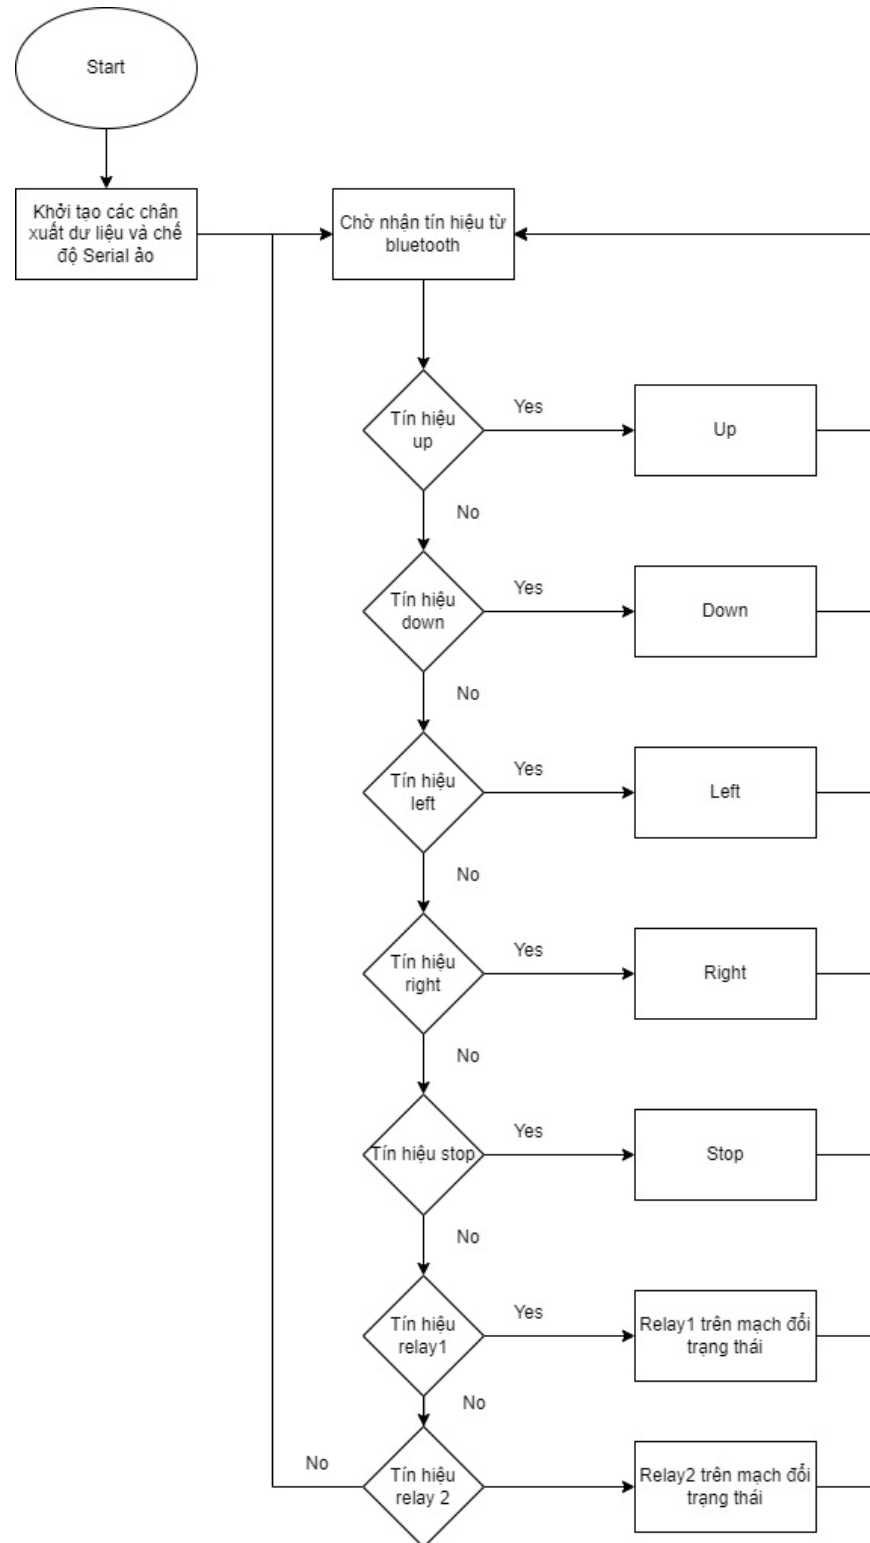 Start
Khởi tạo các chân
xuất dư liệu và chế
độ Serial ảo
Chờ nhận tín hiệu từ
bluetooth
Tín hiệu
up
Yes
Up
No
Tín hiệu
down
Yes
Down
No
Tín hiệu
left
Yes
Left
No
Tín hiệu
right
Yes
Right
No
Tín hiệu stop
Yes
Stop
No
Tín hiệu
relay1
Yes
Relay1 trên mạch đổi
trạng thái
No
No
Tín hiệu
relay 2
Relay2 trên mạch đổi
trạng thái